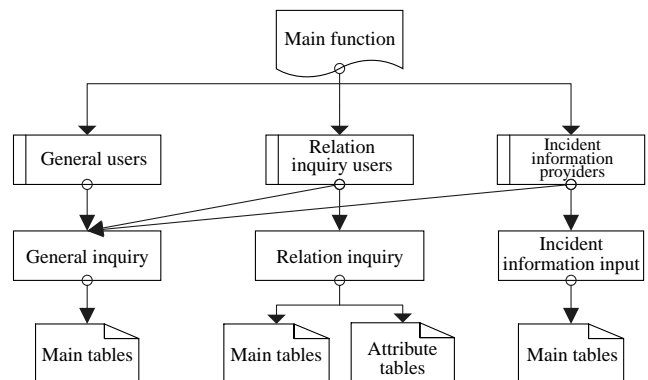 Main function
General users
Relation
inquiry users
Incident
information
providers
General inquiry
Relation inquiry
Incident
information input
Main tables
Main tables
Attribute
tables
Main tables